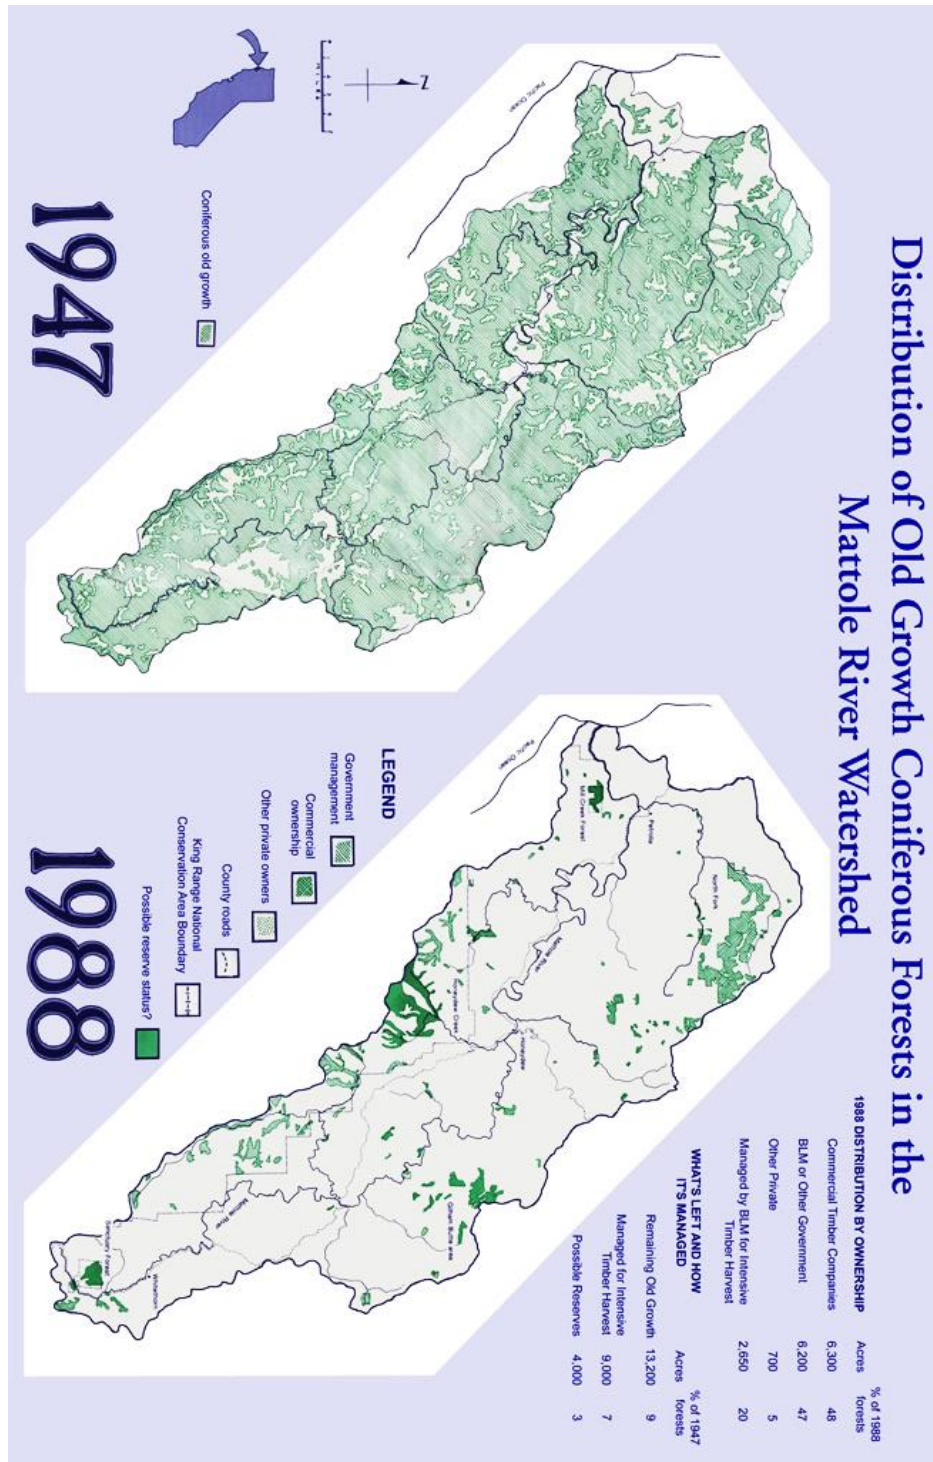 Distribution of Old Growth Coniferous Forests in the
Mattole River Watershed
N
MILES
Pacific Ocean
Coniferous old growth
1947
Pacific Ocean
Mill Creek Forest
Petrolia
North Fork
Mattole River
Honeydew Creek
Honeydew
Gilham Butte area
Mattole River
Sanctuary Forest
Whitethorn
LEGEND
Government
management
Commercial
ownership
Other private owners
County roads
King Range National
Conservation Area Boundary
Possible reserve status?
1988
1988 DISTRIBUTION BY OWNERSHIP Acres % of 1988 forests
Commercial Timber Companies 6,300 48
BLM or Other Government 6,200 47
Other Private 700 5
Managed by BLM for Intensive
Timber Harvest 2,650 20
WHAT'S LEFT AND HOW
IT'S MANAGED Acres % of 1947 forests
Remaining Old Growth 13,200 9
Managed for Intensive
Timber Harvest 9,000 7
Possible Reserves 4,000 3